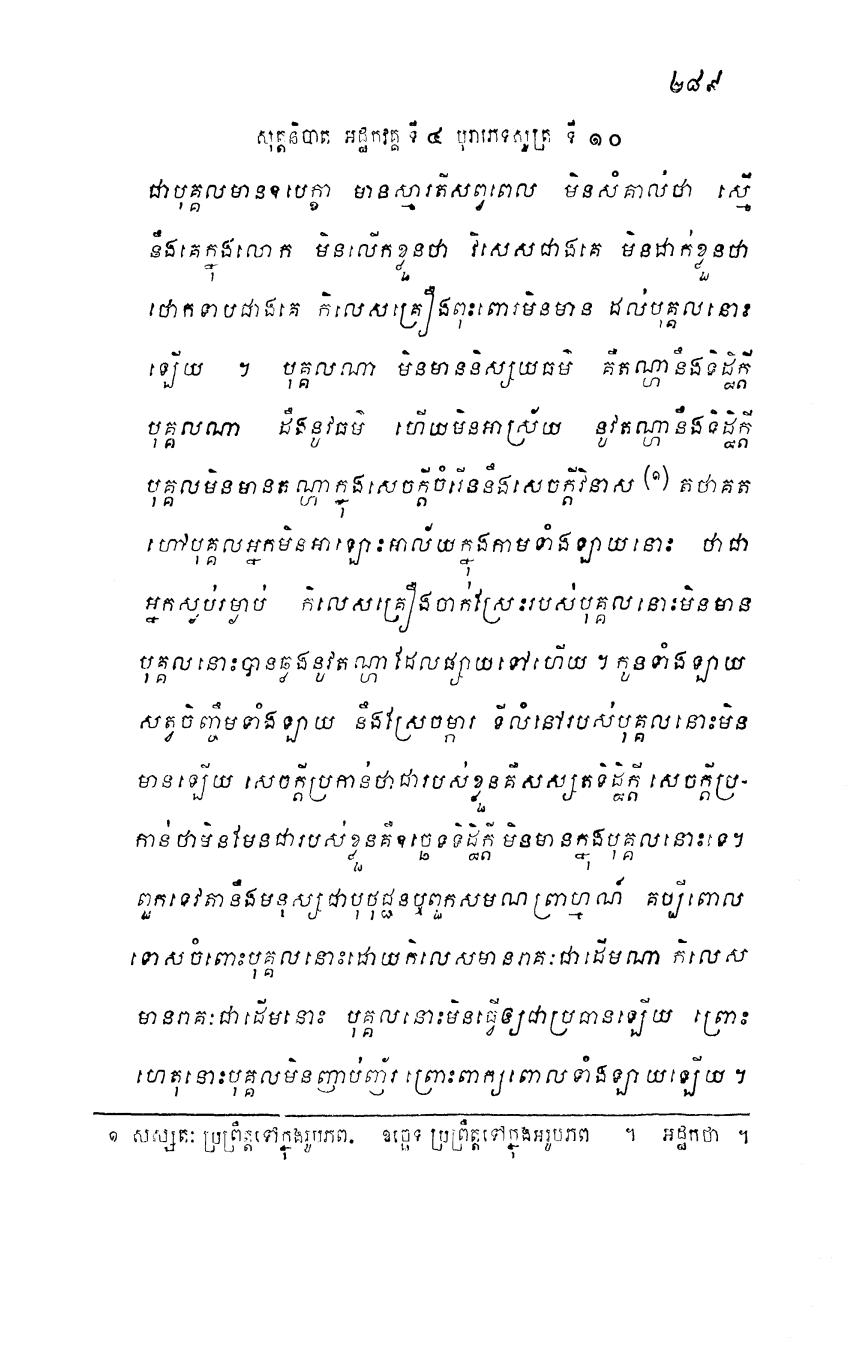 ២៨៩
សុត្តនិបាត អដ្ឋកវគ្គ ទី ៤ បុរាភេទសូត្រ ទី ១០
ជាបុគ្គលមានឧបេក្ខា មានស្មារតីសព្វពេល មិនសំគាល់ថា ស្មើ
នឹងគេក្នុងលោក មិនលើកខ្លួនថា វិសេសជាងគេ មិនដាក់ខ្លួនថា
ថោកទាបជាងគេ កិលេសគ្រឿងពុះពោរមិនមាន ដល់បុគ្គលនោះ
ឡើយ ។ បុគ្គលណា មិនមាននិស្សយធម៌ គឺតណ្ហានឹងទិដ្ឋិក្តី
បុគ្គលណា ដឹងនូវធម៌ ហើយមិនអាស្រ័យ នូវតណ្ហានឹងទិដ្ឋិក្តី
បុគ្គលមិនមានតណ្ហាក្នុងសេចក្តីចំរើននឹងសេចក្តីវិនាស (១) តថាគត
ហៅបុគ្គលអ្នកមិនអាឡោះអាល័យក្នុងកាមទាំងឡាយនោះ ថាជា
អ្នកស្ងប់រម្ងាប់ កិលេសគ្រឿងចាក់ស្រែះរបស់បុគ្គលនោះមិនមាន
បុគ្គលនោះបានឆ្លងនូវតណ្ហាដែលផ្សាយទៅហើយ ។ កូនទាំងឡាយ
សត្វចិញ្ចឹមទាំងឡាយ នឹងស្រែចម្ការ ទីលំនៅរបស់បុគ្គលនោះមិន
មានឡើយ សេចក្តីប្រកាន់ថាជារបស់ខ្លួនគឺសស្សតទិដ្ឋិក្តី សេចក្តីប្រ-
កាន់ថាមិនមែនជារបស់ខ្លួនគឺឧច្ឆេទទិដ្ឋិក្តី មិនមានក្នុងបុគ្គលនោះទេ។
ពួកទេវតានឹងមនុស្សជាបុថុជ្ជនឬពួកសមណព្រាហ្មណ៍ គប្បីពោល
ទោសចំពោះបុគ្គលនោះដោយកិលេសមានរាគៈជាដើមណា កិលេស
មានរាគៈជាដើមនោះ បុគ្គលនោះមិនធ្វើឲ្យជាប្រធានឡើយ ព្រោះ
ហេតុនោះបុគ្គលមិនញាប់ញ័រ ព្រោះពាក្យពោលទាំងឡាយឡើយ ។
១ សស្សតៈ ប្រព្រឹត្តទៅក្នុងរូបភព. ឧច្ឆេទ ប្រព្រឹត្តទៅក្នុងអរូបភព ។ អដ្ឋកថា ។